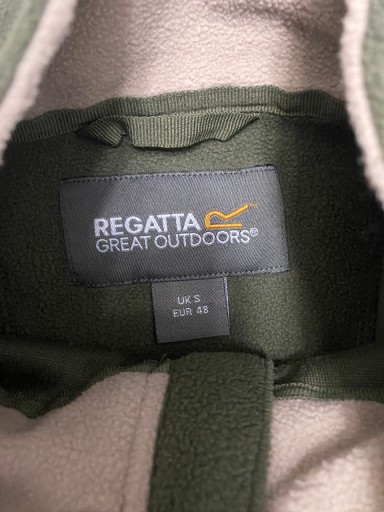 REGATTA
GREAT OUTDOORS®
UK S
EUR 48